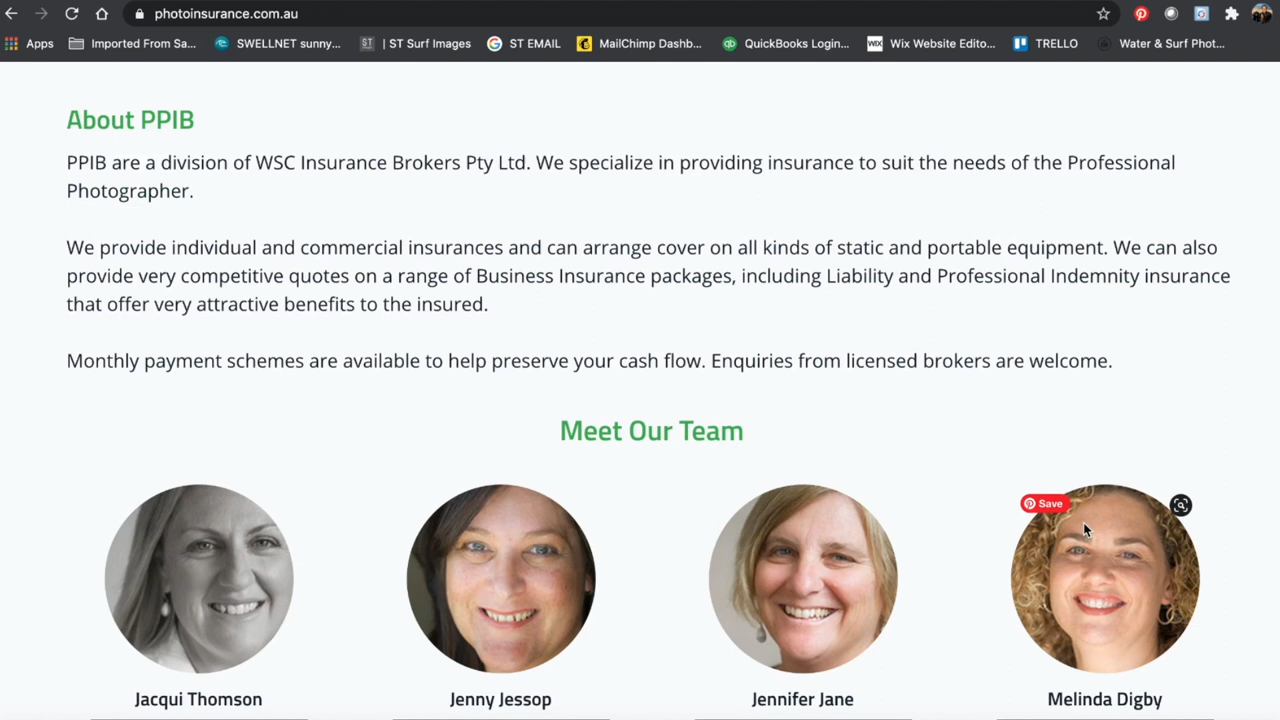 photoinsurance.com.au
Apps
Imported From Sa...
SWELLNET sunny...
ST
| ST Surf Images
G
ST EMAIL
MailChimp Dashb...
qb
QuickBooks Login...
WIX
Wix Website Edito...
TRELLO
Water & Surf Phot...
About PPIB
PPIB are a division of WSC Insurance Brokers Pty Ltd. We specialize in providing insurance to suit the needs of the Professional
Photographer.
We provide individual and commercial insurances and can arrange cover on all kinds of static and portable equipment. We can also
provide very competitive quotes on a range of Business Insurance packages, including Liability and Professional Indemnity insurance
that offer very attractive benefits to the insured.
Monthly payment schemes are available to help preserve your cash flow. Enquiries from licensed brokers are welcome.
Meet Our Team
Save
Jacqui Thomson
Jenny Jessop
Jennifer Jane
Melinda Digby